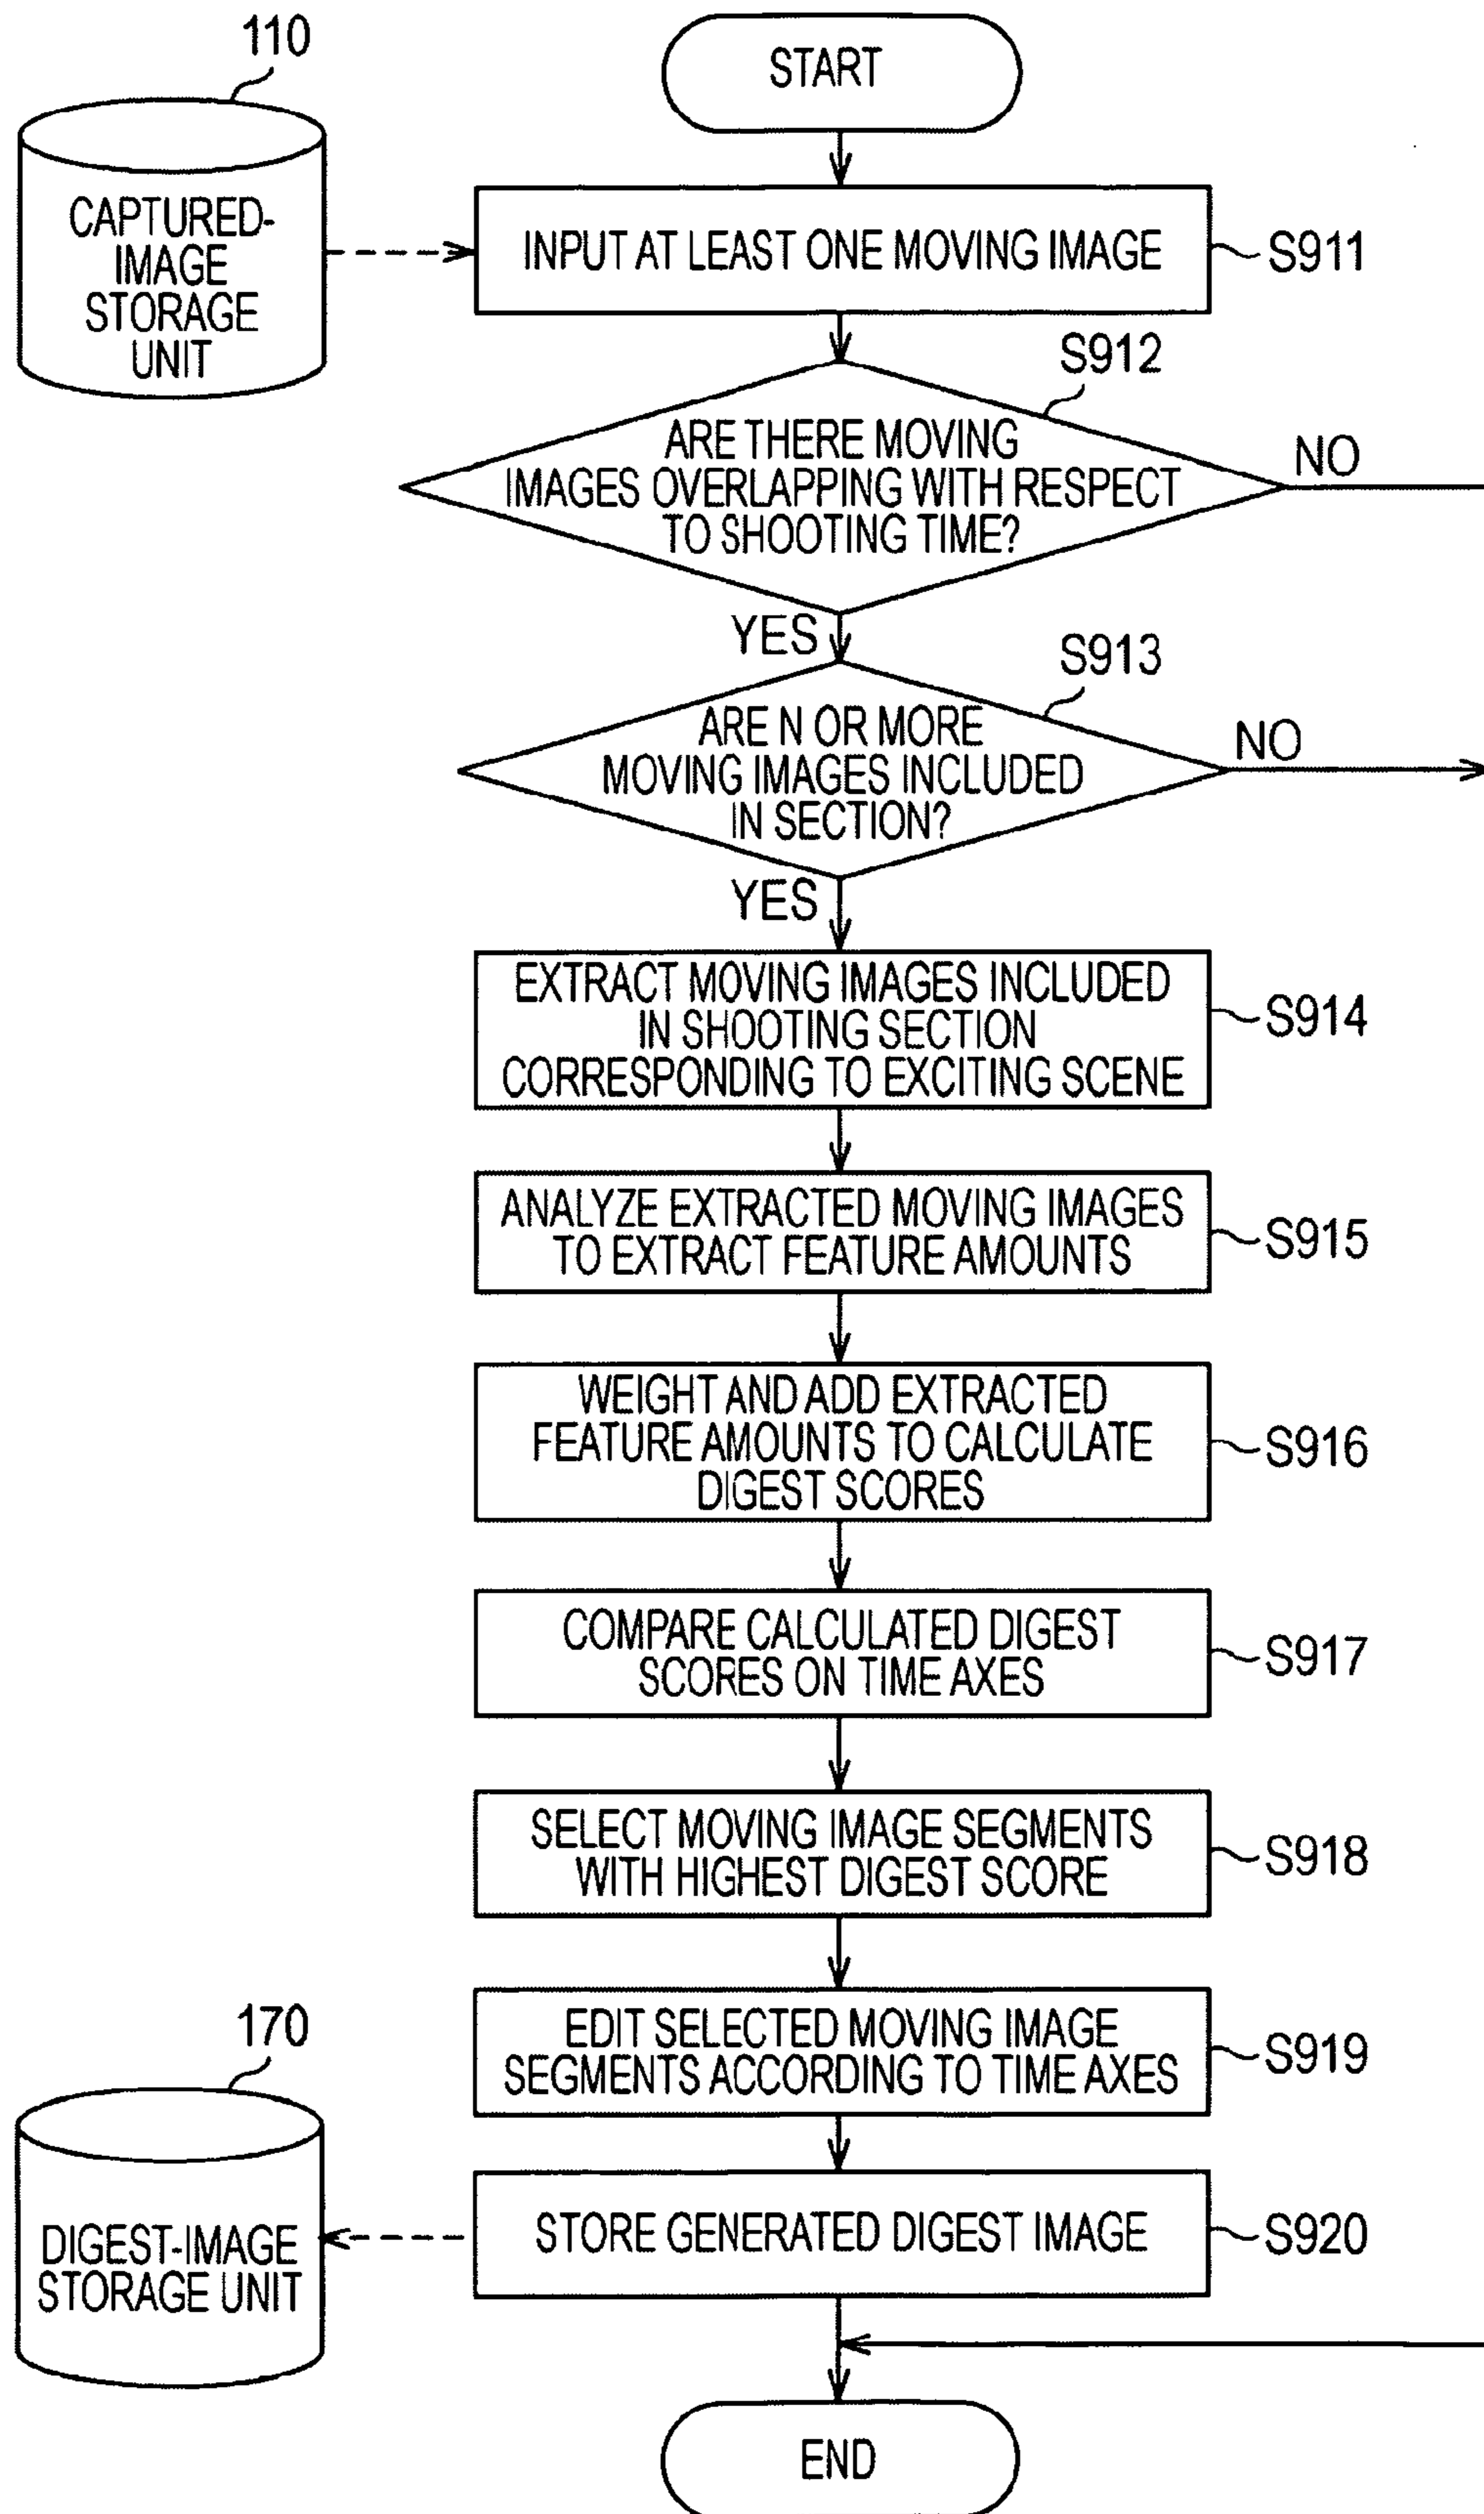 110
START
CAPTURED-
IMAGE
STORAGE
UNIT
INPUT AT LEAST ONE MOVING IMAGE
S911
S912
ARE THERE MOVING
IMAGES OVERLAPPING WITH RESPECT
TO SHOOTING TIME?
NO
YES
S913
ARE N OR MORE
MOVING IMAGES INCLUDED
IN SECTION?
NO
YES
EXTRACT MOVING IMAGES INCLUDED
IN SHOOTING SECTION
CORRESPONDING TO EXCITING SCENE
S914
ANALYZE EXTRACTED MOVING IMAGES
TO EXTRACT FEATURE AMOUNTS
S915
WEIGHT AND ADD EXTRACTED
FEATURE AMOUNTS TO CALCULATE
DIGEST SCORES
S916
COMPARE CALCULATED DIGEST
SCORES ON TIME AXES
S917
SELECT MOVING IMAGE SEGMENTS
WITH HIGHEST DIGEST SCORE
S918
EDIT SELECTED MOVING IMAGE
SEGMENTS ACCORDING TO TIME AXES
S919
170
DIGEST-IMAGE
STORAGE UNIT
STORE GENERATED DIGEST IMAGE
S920
END